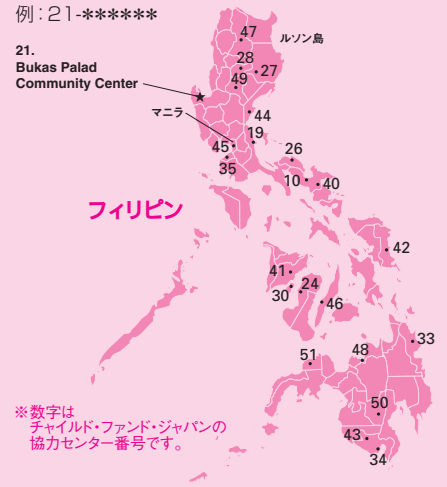 例：21-******
21.
Bukas Palad
Community Center
マニラ
ルソン島
フィリピン
47
28
27
49
44
19
45
35
26
10
40
42
41
30
24
46
33
51
48
50
43
34
※数字は
チャイルド・ファンド・ジャパンの
協力センター番号です。